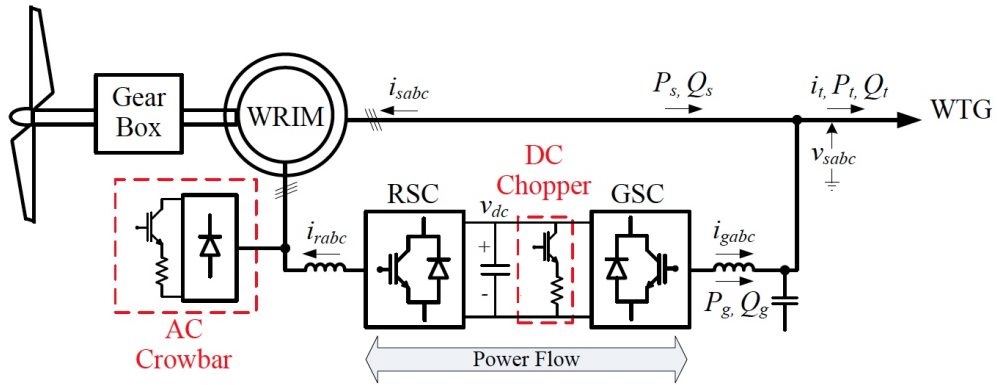 Gear
Box
WRIM
i_sabc
P_s, Q_s
i_t, P_t, Q_t
WTG
v_sabc
DC
Chopper
RSC
v_dc
GSC
+
-
i_rabc
i_gabc
P_g, Q_g
AC
Crowbar
Power Flow